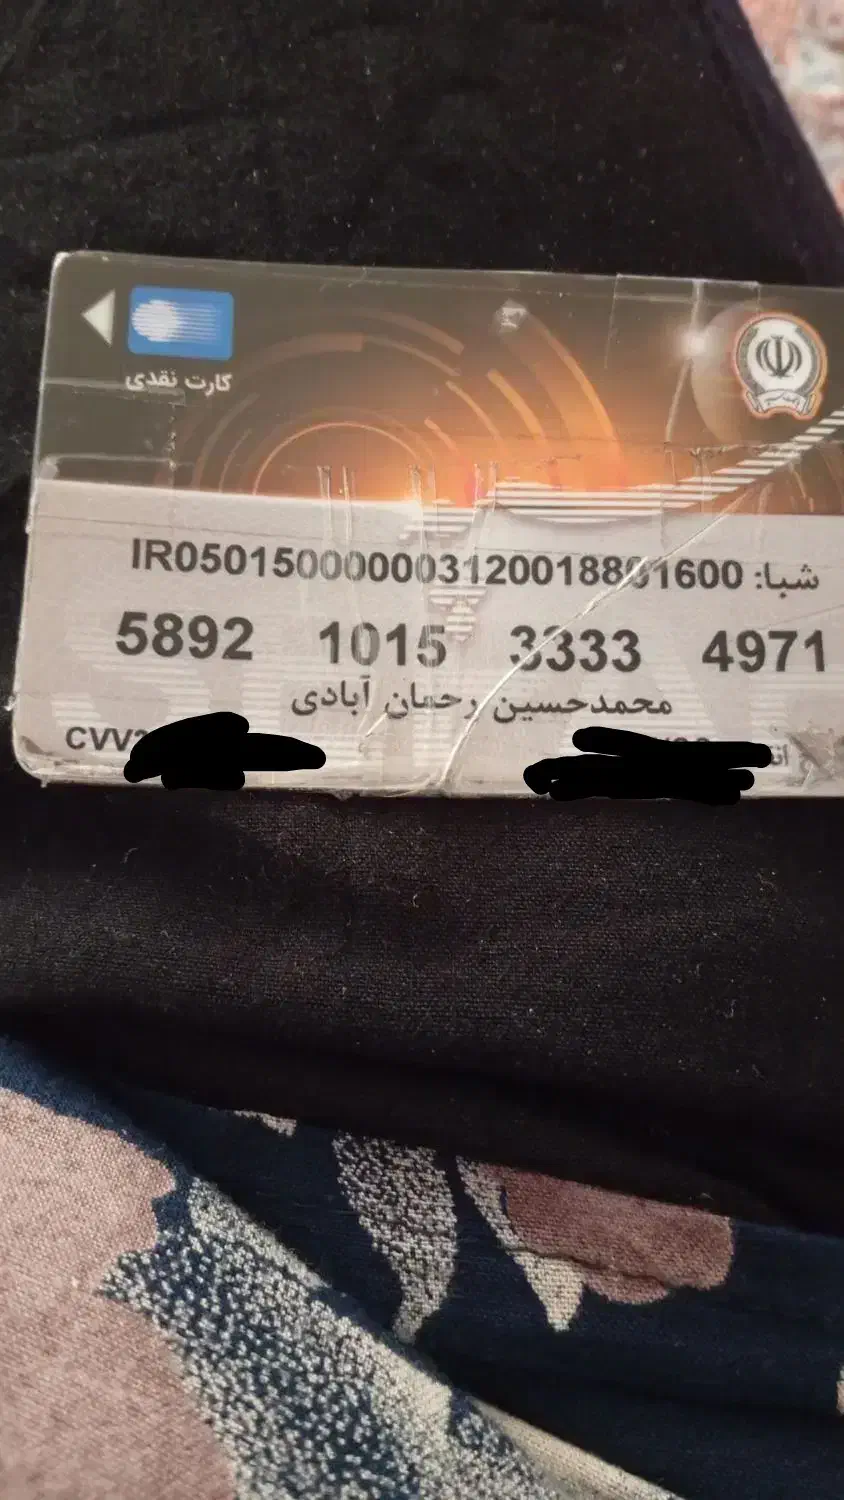 کارت نقدی
شبا: IR050150000003120018801600
5892 1015 3333 4971
محمدحسین رحمان آبادی